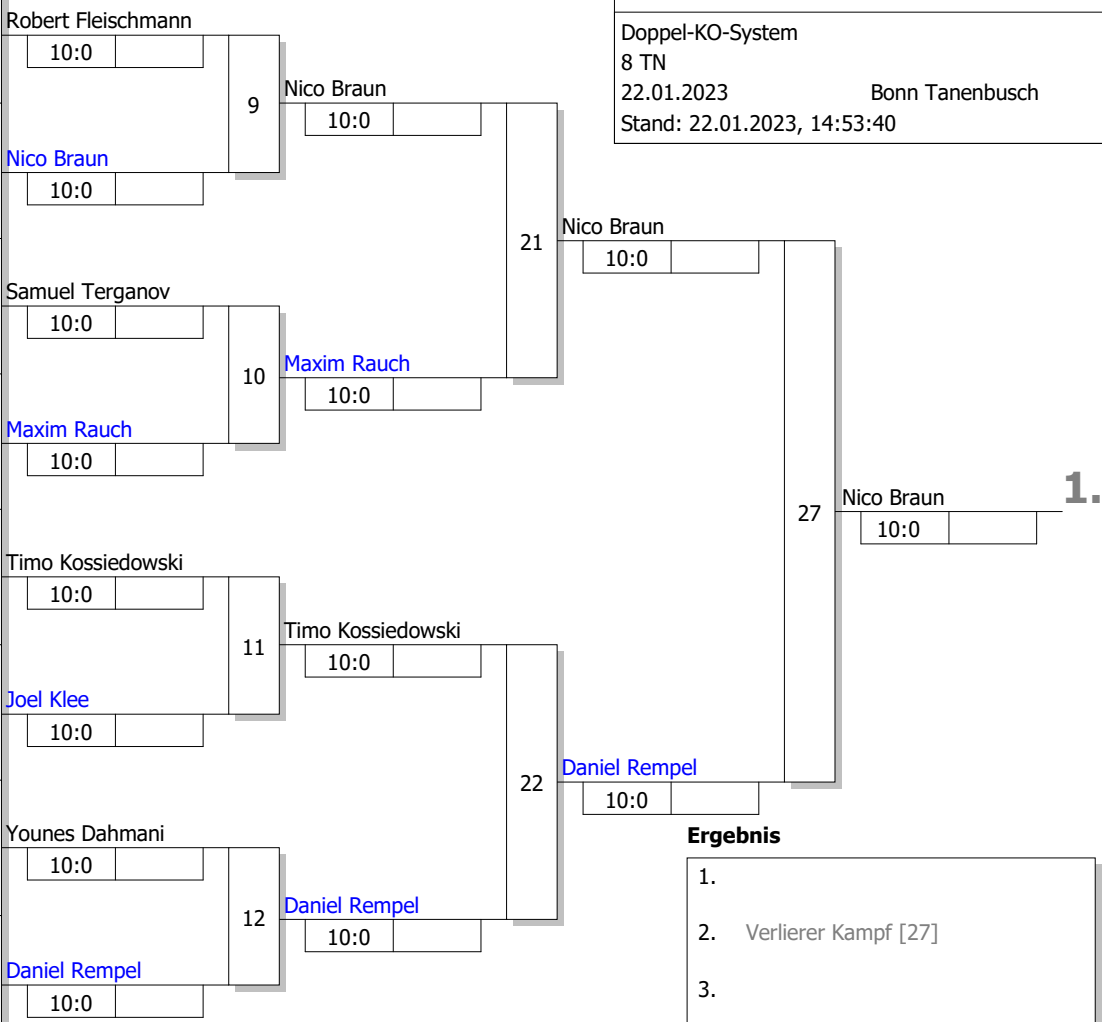 Robert Fleischmann
10:0
Doppel-KO-System
8 TN
22.01.2023 Bonn Tanenbusch
Stand: 22.01.2023, 14:53:40
9
Nico Braun
10:0
Nico Braun
10:0
21
Nico Braun
10:0
Samuel Terganov
10:0
10
Maxim Rauch
10:0
Maxim Rauch
10:0
27
Nico Braun
1.
10:0
Timo Kossiedowski
10:0
11
Timo Kossiedowski
10:0
Joel Klee
10:0
22
Daniel Rempel
10:0
Younes Dahmani
10:0
12
Daniel Rempel
10:0
Daniel Rempel
10:0
Ergebnis
1.
2. Verlierer Kampf [27]
3.